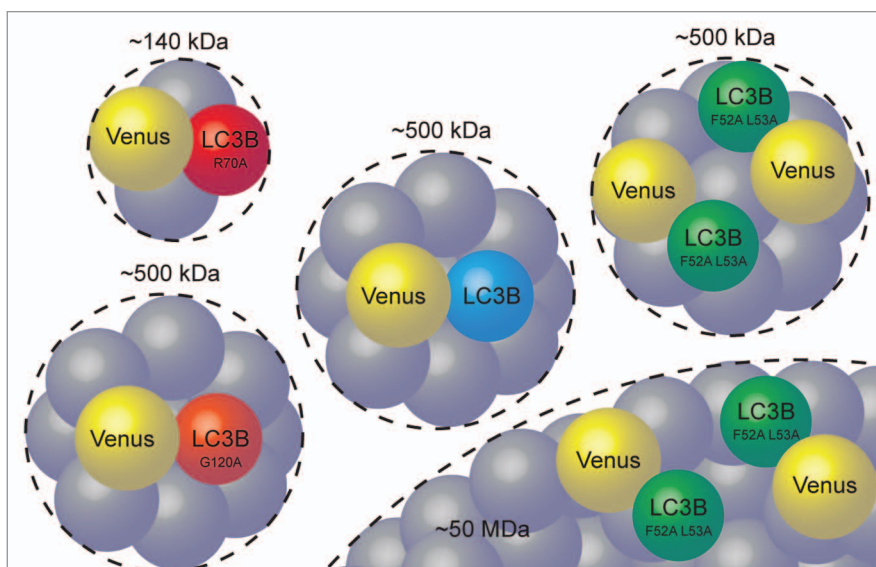 ~140 kDa
Venus
LC3B
R70A
~500 kDa
Venus
LC3B
~500 kDa
LC3B
F52A L53A
Venus
Venus
LC3B
F52A L53A
~500 kDa
Venus
LC3B
G120A
LC3B
F52A L53A
Venus
Venus
LC3B
F52A L53A
~50 MDa